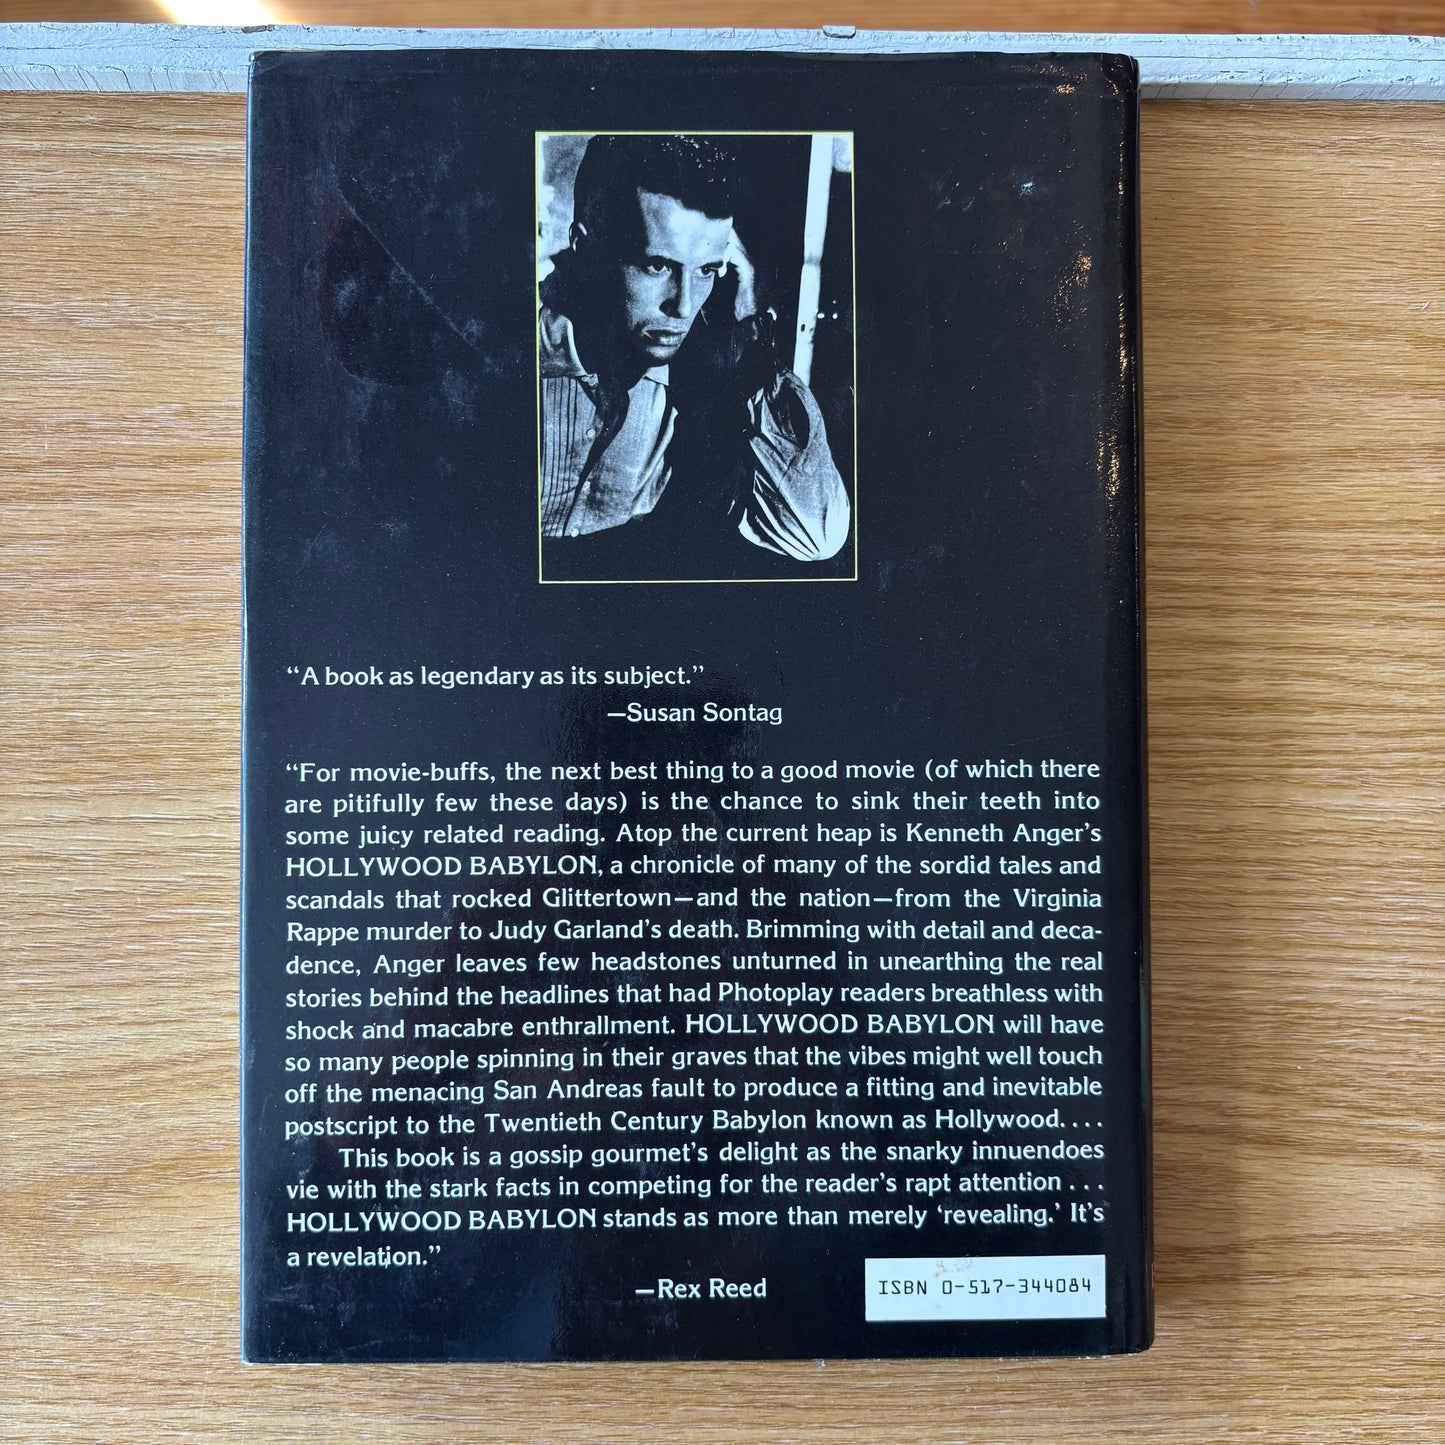 “A book as legendary as its subject.”
—Susan Sontag
“For movie-buffs, the next best thing to a good movie (of which there
are pitifully few these days) is the chance to sink their teeth into
some juicy related reading. Atop the current heap is Kenneth Anger’s
HOLLYWOOD BABYLON, a chronicle of many of the sordid tales and
scandals that rocked Glittertown—and the nation—from the Virginia
Rappe murder to Judy Garland’s death. Brimming with detail and deca-
dence, Anger leaves few headstones unturned in unearthing the real
stories behind the headlines that had Photoplay readers breathless with
shock and macabre enthrallment. HOLLYWOOD BABYLON will have
so many people spinning in their graves that the vibes might well touch
off the menacing San Andreas fault to produce a fitting and inevitable
postscript to the Twentieth Century Babylon known as Hollywood....
This book is a gossip gourmet’s delight as the snarky innuendoes
vie with the stark facts in competing for the reader’s rapt attention . . .
HOLLYWOOD BABYLON stands as more than merely ‘revealing.’ It’s
a revelation.”
—Rex Reed
ISBN 0-517-344084